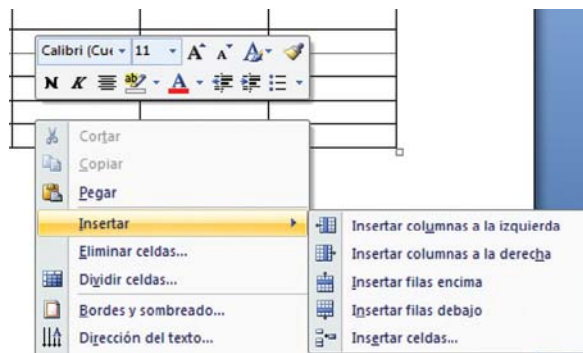 Calibri (Cue 11 A A A
N K ab A
Cortar
Copiar
Pegar
Insertar
Eliminar celdas...
Dividir celdas...
Bordes y sombreado...
Dirección del texto...
Insertar columnas a la izquierda
Insertar columnas a la derecha
Insertar filas encima
Insertar filas debajo
Insertar celdas...